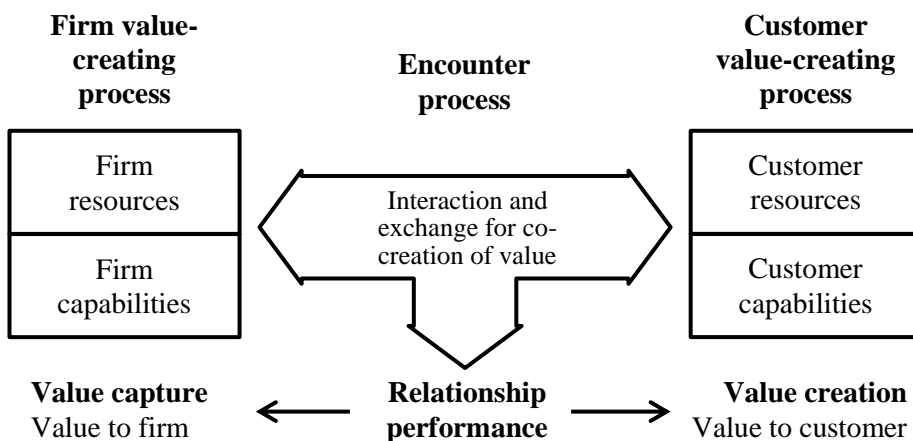 Firm value-
creating
process
Encounter
process
Customer
value-creating
process
Firm
resources
Firm
capabilities
Interaction and
exchange for co-
creation of value
Customer
resources
Customer
capabilities
Value capture
Value to firm
Relationship
performance
Value creation
Value to customer